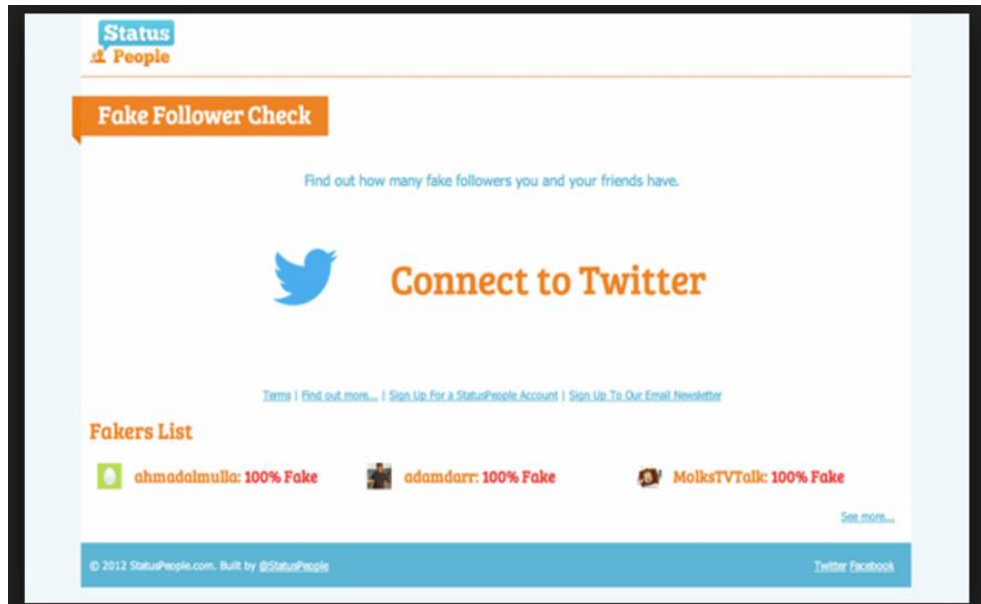 Status
People
Fake Follower Check
Find out how many fake followers you and your friends have.
Connect to Twitter
Terms | Find out more... | Sign Up For a StatusPeople Account | Sign Up To Our Email Newsletter
Fakers List
ahmadalmulla: 100% Fake adamdarr: 100% Fake MolksTVTalk: 100% Fake
See more...
© 2012 StatusPeople.com. Built by @StatusPeople Twitter Facebook